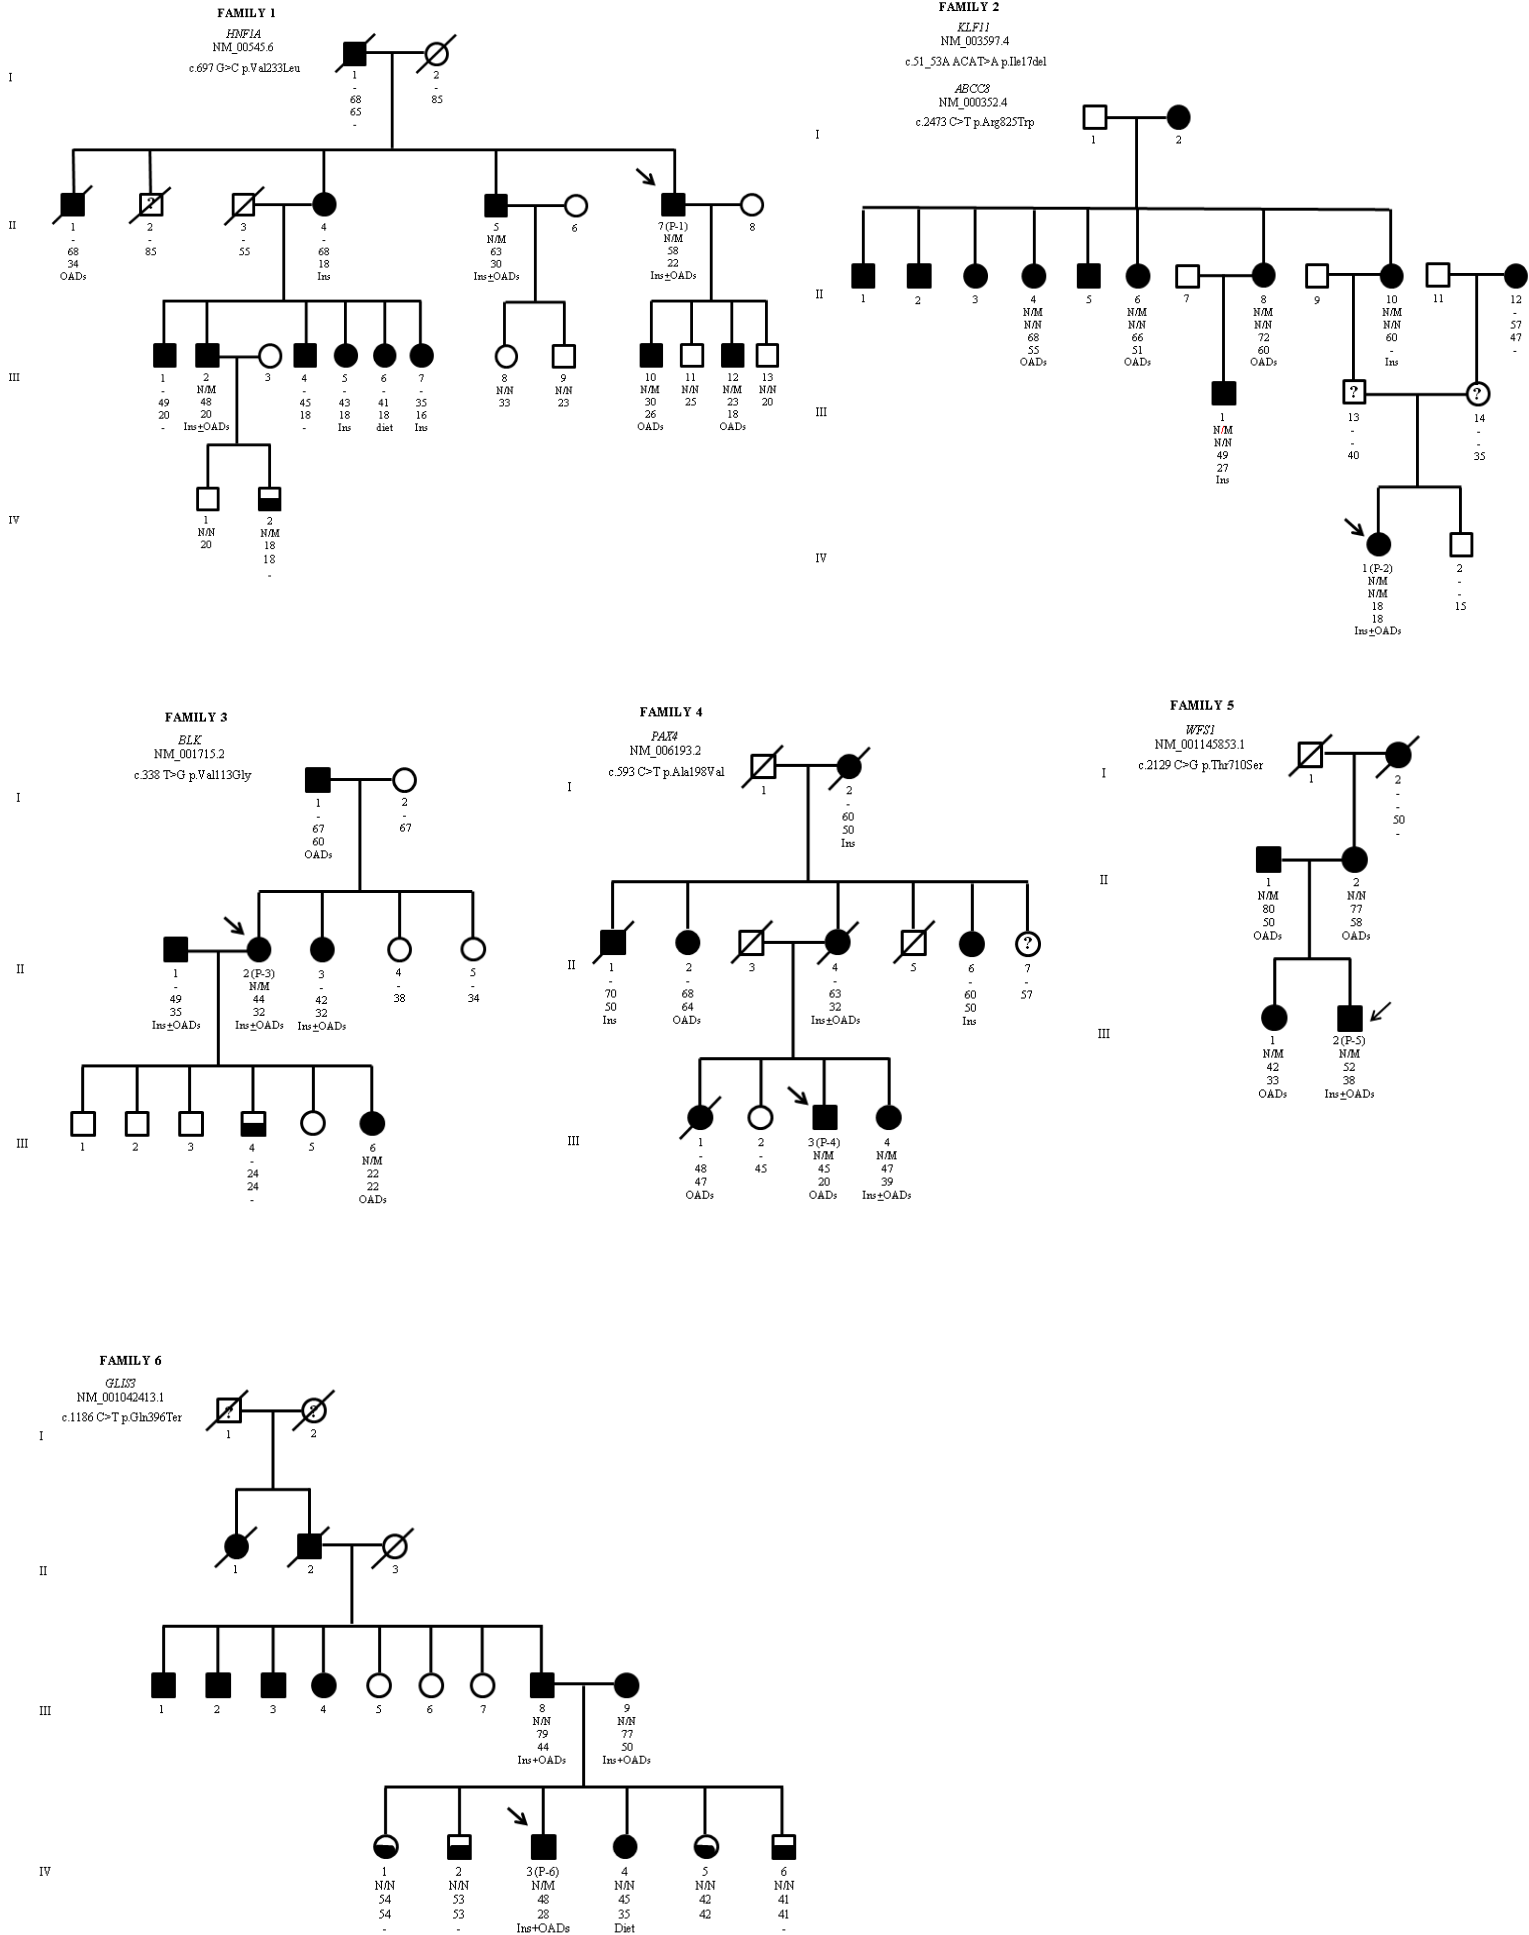 FAMILY 1
HNF1A
NM_00545.6
c.697 G>C p.Val233Leu
I
1
-
68
65
-
2
-
85
II
1
-
68
34
OADs
?
2
-
85
3
-
55
4
-
68
18
Ins
5
N/M
63
30
Ins±OADs
6
7 (P-1)
N/M
58
22
Ins±OADs
8
III
1
-
49
20
-
2
N/M
48
20
Ins±OADs
3
4
-
45
18
-
5
-
43
18
Ins
6
-
41
18
diet
7
-
35
16
Ins
8
N/N
33
9
N/N
23
10
N/M
30
26
OADs
11
N/N
25
12
N/M
23
18
OADs
13
N/N
20
IV
1
N/N
20
2
N/M
18
18
-
FAMILY 2
KLF11
NM_003597.4
c.51_53A ACAT>A p.Ile17del
ABCC8
NM_000352.4
c.2473 C>T p.Arg825Trp
I
1
2
II
1
2
3
4
N/M
N/N
68
55
OADs
5
6
N/M
N/N
66
51
OADs
7
8
N/M
N/N
72
60
OADs
9
10
N/M
N/N
60
-
Ins
11
12
-
57
47
-
III
1
N/M
N/N
49
27
Ins
?
13
-
-
40
?
14
-
-
35
IV
1 (P-2)
N/M
N/M
18
18
Ins±OADs
2
-
-
15
FAMILY 3
BLK
NM_001715.2
c.338 T>G p.Val113Gly
I
1
-
67
60
OADs
2
-
67
II
1
-
49
35
Ins±OADs
2 (P-3)
N/M
44
32
Ins±OADs
3
-
42
32
Ins±OADs
4
-
38
5
-
34
III
1
2
3
4
-
24
24
-
5
6
N/M
22
22
OADs
FAMILY 4
PAX4
NM_006193.2
c.593 C>T p.Ala198Val
I
1
2
-
60
50
Ins
II
1
-
70
50
Ins
2
-
68
64
OADs
3
4
-
63
32
Ins±OADs
5
6
-
60
50
Ins
?
7
-
57
III
1
-
48
47
OADs
2
-
45
3 (P-4)
N/M
45
20
OADs
4
N/M
47
39
Ins±OADs
FAMILY 5
WFS1
NM_001145853.1
c.2129 C>G p.Thr710Ser
I
1
2
-
-
50
-
II
1
N/M
80
50
OADs
2
N/N
77
58
OADs
III
1
N/M
42
33
OADs
2 (P-5)
N/M
52
38
Ins±OADs
FAMILY 6
GLIS3
NM_001042413.1
c.1186 C>T p.Gln396Ter
I
?
1
?
2
II
1
2
3
III
1
2
3
4
5
6
7
8
N/N
79
44
Ins+OADs
9
N/N
77
50
Ins+OADs
IV
1
N/N
54
54
-
2
N/N
53
53
-
3 (P-6)
N/M
48
28
Ins+OADs
4
N/N
45
35
Diet
5
N/N
42
42
6
N/N
41
41
-